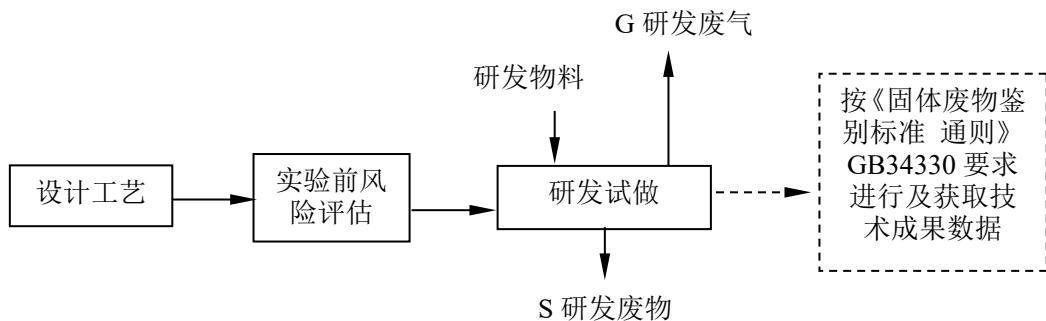 G 研发废气
研发物料
设计工艺
实验前风
险评估
研发试做
按《固体废物鉴
别标准 通则》
GB34330 要求
进行及获取技
术成果数据
S 研发废物